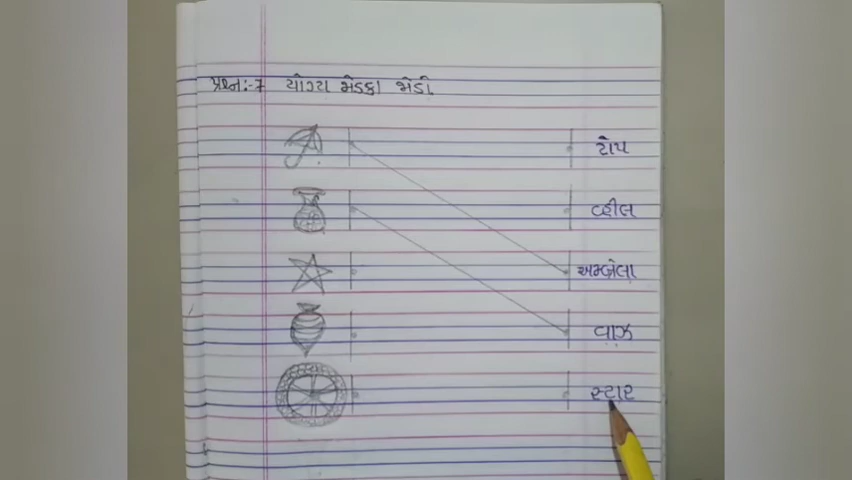 પ્રશ્ન:-7 યોગ્ય જોડકા જોડો.
ટોપ
વ્હીલ
અમ્બ્રેલા
વાઝ
સ્ટાર